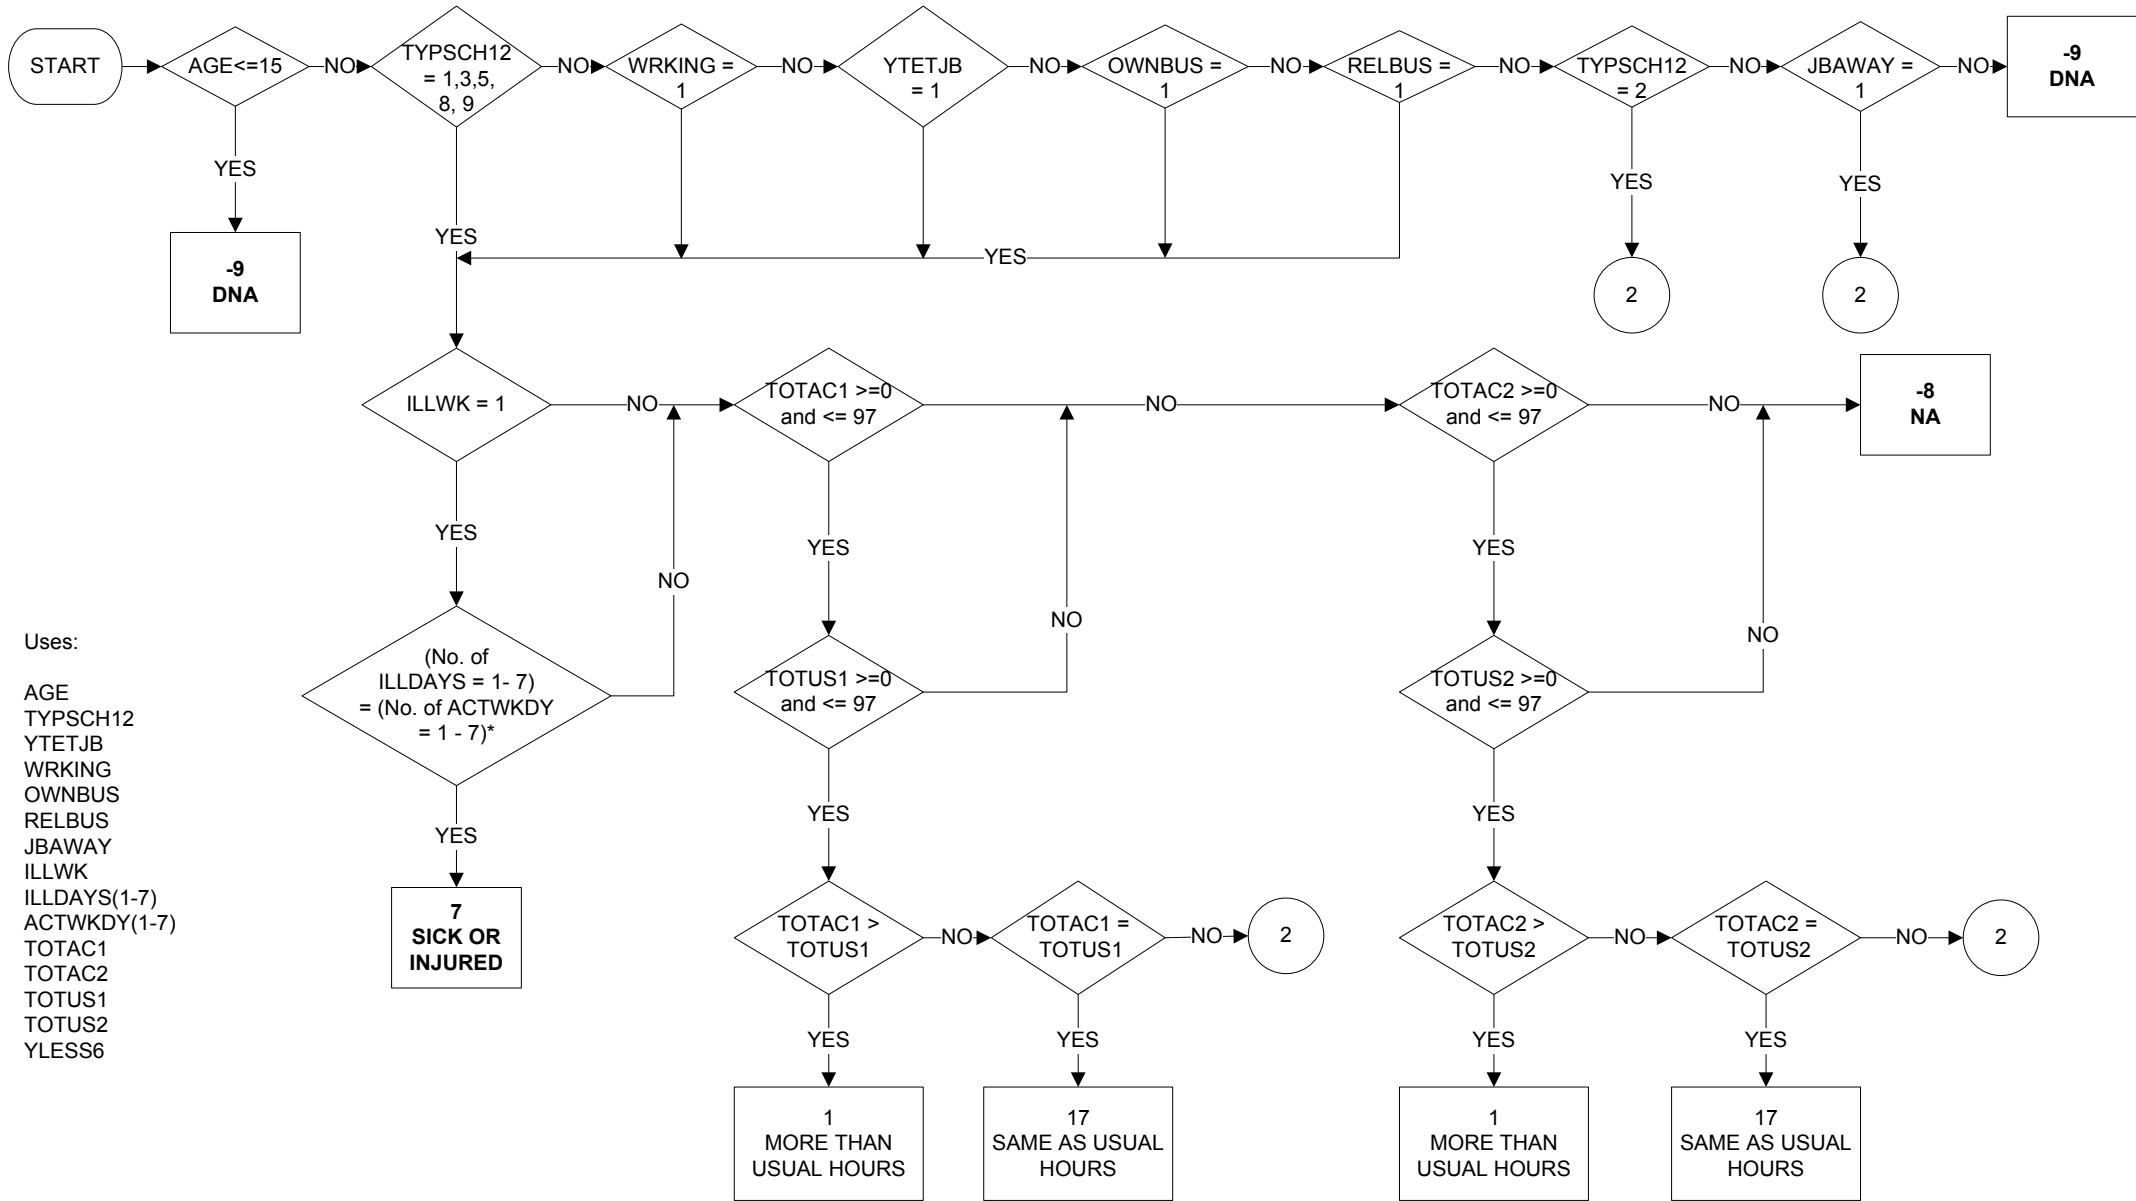 START
AGE<=15
NO
TYPSCH12
= 1,3,5,
8, 9
NO
WRKING =
1
NO
YTETJB
= 1
NO
OWNBUS =
1
NO
RELBUS =
1
NO
TYPSCH12
= 2
NO
JBAWAY =
1
NO
-9
DNA
YES
YES
YES
YES
YES
-9
DNA
2
2
ILLWK = 1
NO
TOTAC1 >=0
and <= 97
NO
TOTAC2 >=0
and <= 97
NO
-8
NA
YES
YES
YES
NO
NO
NO
(No. of
ILLDAYS = 1- 7)
= (No. of ACTWKDY
= 1 - 7)*
TOTUS1 >=0
and <= 97
TOTUS2 >=0
and <= 97
YES
YES
YES
7
SICK OR
INJURED
TOTAC1 >
TOTUS1
NO
TOTAC1 =
TOTUS1
NO
2
TOTAC2 >
TOTUS2
NO
TOTAC2 =
TOTUS2
NO
2
YES
YES
YES
YES
1
MORE THAN
USUAL HOURS
17
SAME AS USUAL
HOURS
1
MORE THAN
USUAL HOURS
17
SAME AS USUAL
HOURS
Uses:
AGE
TYPSCH12
YTETJB
WRKING
OWNBUS
RELBUS
JBAWAY
ILLWK
ILLDAYS(1-7)
ACTWKDY(1-7)
TOTAC1
TOTAC2
TOTUS1
TOTUS2
YLESS6